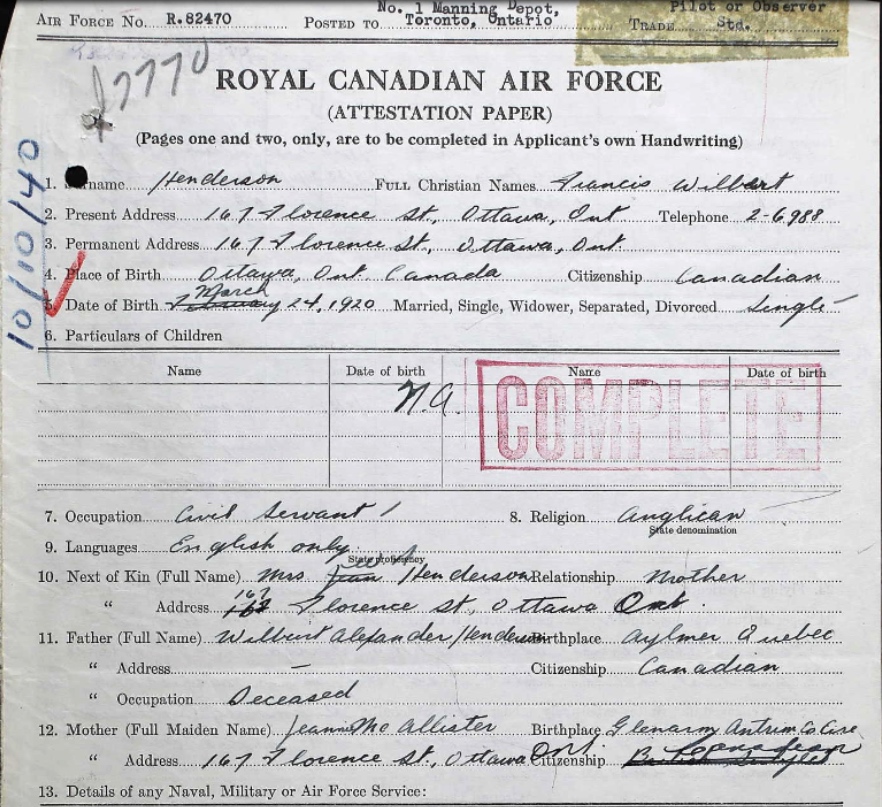 AIR FORCE No. R.82470 POSTED TO No. 1 Manning Depot, Toronto, Ontario TRADE Pilot or Observer Std.
J7770
ROYAL CANADIAN AIR FORCE
(ATTESTATION PAPER)
(Pages one and two, only, are to be completed in Applicant's own Handwriting)
10/10/40
1. Surname Henderson FULL Christian Names Francis Wilbert
2. Present Address 167 Florence St., Ottawa, Ont Telephone 2-6988
3. Permanent Address 167 Florence St., Ottawa, Ont.
4. Place of Birth Ottawa, Ont. Canada Citizenship Canadian
5. Date of Birth February March 24, 1920 Married, Single, Widower, Separated, Divorced Single
6. Particulars of Children
Name Date of birth Name Date of birth
N.A. COMPLETE
7. Occupation Civil Servant 8. Religion Anglican
State denomination
9. Languages English only
State proficiency
10. Next of Kin (Full Name) Mrs Henderson Relationship Mother
" Address 167 Florence St, Ottawa Ont.
11. Father (Full Name) Wilbert Alexander Henderson Birthplace Aylmer Quebec
" Address — Citizenship Canadian
" Occupation Deceased
12. Mother (Full Maiden Name) Jeannie McAllister Birthplace Glenarm Antrim Co Eire
" Address 167 Florence St., Ottawa Ont. Citizenship British Subject Canadian
13. Details of any Naval, Military or Air Force Service: